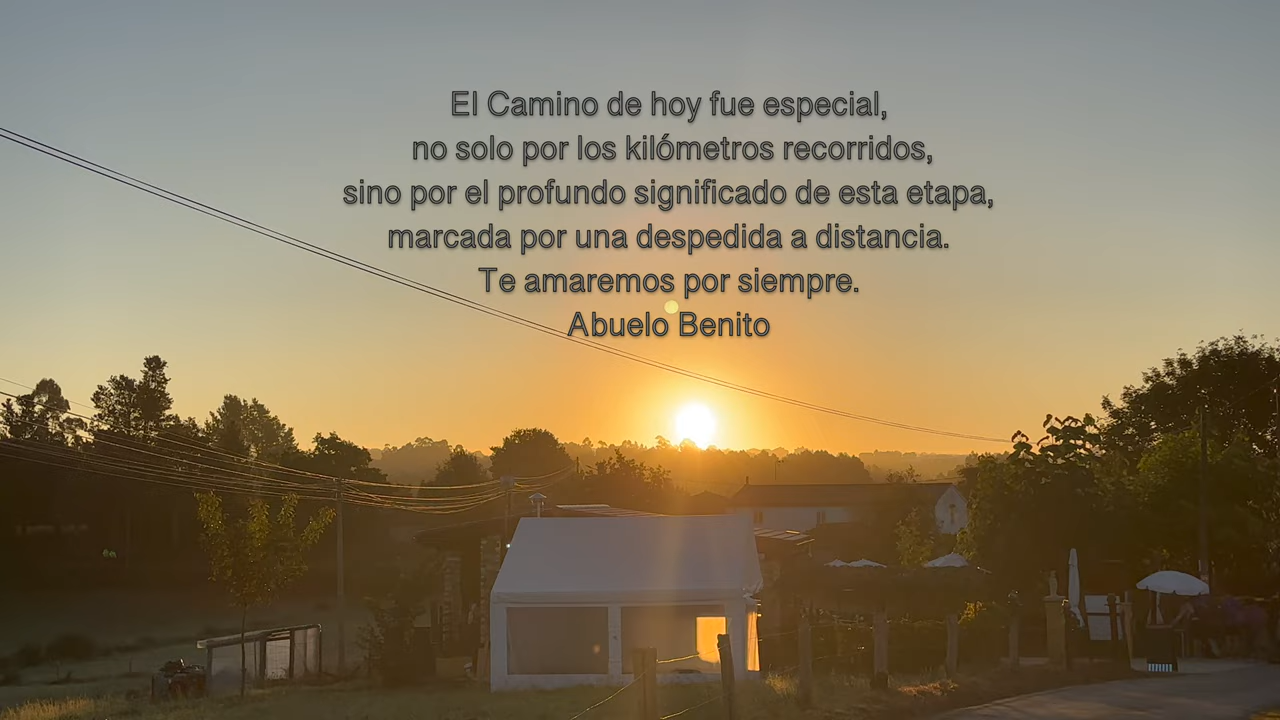 El Camino de hoy fue especial,
no solo por los kilómetros recorridos,
sino por el profundo significado de esta etapa,
marcada por una despedida a distancia.
Te amaremos por siempre.
Abuelo Benito